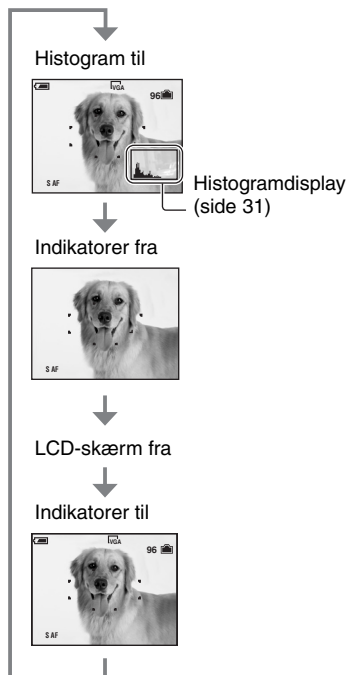 Histogram til
VGA
96
S AF
Histogramdisplay
(side 31)
Indikatorer fra
S AF
LCD-skærm fra
Indikatorer til
VGA
96
S AF